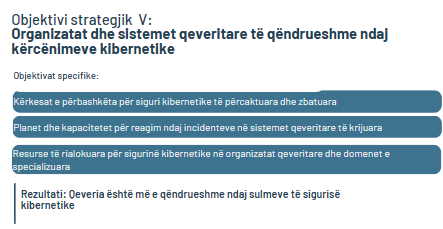 Objektivi strategjik V:
Organizatat dhe sistemet qeveritare të qëndrueshme ndaj
kërcënimeve kibernetike
Objektivat specifike:
Kërkesat e përbashkëta për siguri kibernetike të përcaktuara dhe zbatuara
Planet dhe kapacitetet për reagim ndaj incidenteve në sistemet qeveritare të krijuara
Resurse të rialokuara për sigurinë kibernetike në organizatat qeveritare dhe domenet e
specializuara
Rezultati: Qeveria është më e qëndrueshme ndaj sulmeve të sigurisë
kibernetike